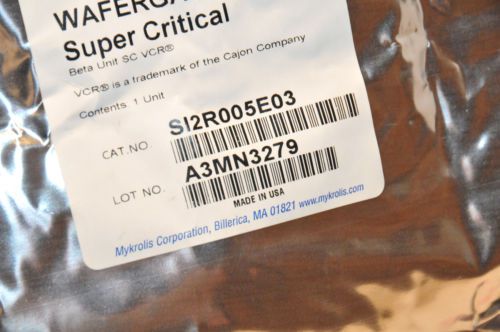 Super Critical
Beta Unit SC VCR®
VCR® is a trademark of the Cajon Company
Contents: 1 Unit
CAT.NO SI2R005E03
LOT NO. A3MN3279
MADE IN USA
Mykrolis Corporation, Billerica, MA 01821 www.mykrolis.com